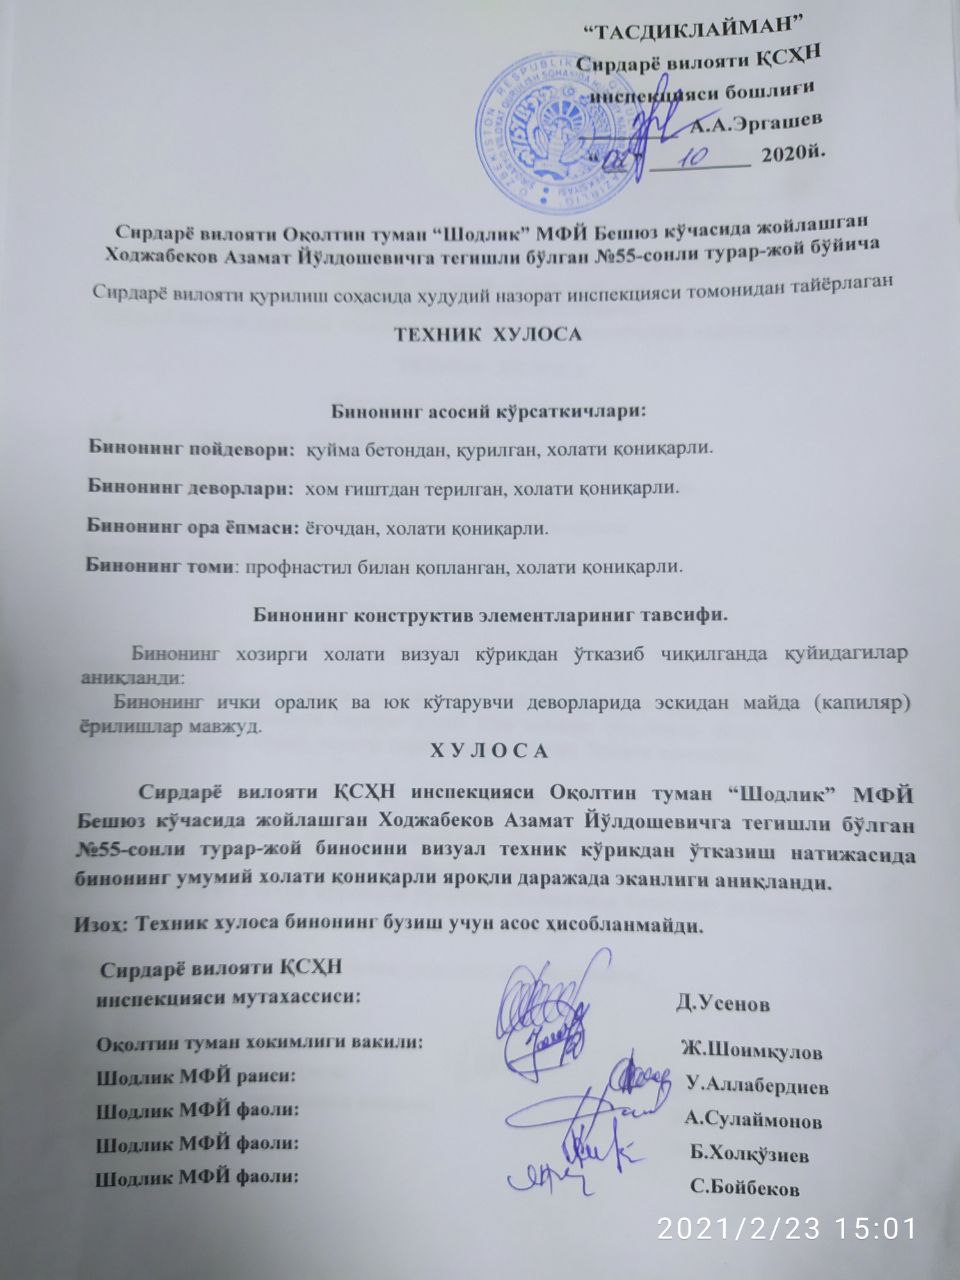 “ТАСДИКЛАЙМАН”
Сирдарё вилояти ҚСҲН
инспекцияси бошлиғи
А.А.Эргашев
“02” 10 2020й.
Сирдарё вилояти Оқолтин туман “Шодлик” МФЙ Бешюз кўчасида жойлашган
Ходжабеков Азамат Йўлдошевичга тегишли бўлган №55-сонли турар-жой бўйича
Сирдарё вилояти қурилиш соҳасида худудий назорат инспекцияси томонидан тайёрлаган
ТЕХНИК ХУЛОСА
Бинонинг асосий кўрсаткичлари:
Бинонинг пойдевори: қуйма бетондан, қурилган, холати қониқарли.
Бинонинг деворлари: хом ғиштдан терилган, холати қониқарли.
Бинонинг ора ёпмаси: ёғочдан, холати қониқарли.
Бинонинг томи: профнастил билан қопланган, холати қониқарли.
Бинонинг конструктив элементлариниг тавсифи.
Бинонинг хозирги холати визуал кўрикдан ўтказиб чиқилганда қуйидагилар
аниқланди:
Бинонинг ички оралиқ ва юк кўтарувчи деворларида эскидан майда (капиляр)
ёрилишлар мавжуд.
Х У Л О С А
Сирдарё вилояти ҚСҲН инспекцияси Оқолтин туман “Шодлик” МФЙ
Бешюз кўчасида жойлашган Ходжабеков Азамат Йўлдошевичга тегишли бўлган
№55-сонли турар-жой биносини визуал техник кўрикдан ўтказиш натижасида
бинонинг умумий холати қониқарли яроқли даражада эканлиги аниқланди.
Изоҳ: Техник хулоса бинонинг бузиш учун асос ҳисобланмайди.
Сирдарё вилояти ҚСҲН
инспекцияси мутахассиси: Д.Усенов
Оқолтин туман хокимлиги вакили: Ж.Шоимқулов
Шодлик МФЙ раиси: У.Аллабердиев
Шодлик МФЙ фаоли: А.Сулаймонов
Шодлик МФЙ фаоли: Б.Холқўзиев
Шодлик МФЙ фаоли: С.Бойбеков
2021/2/23 15:01